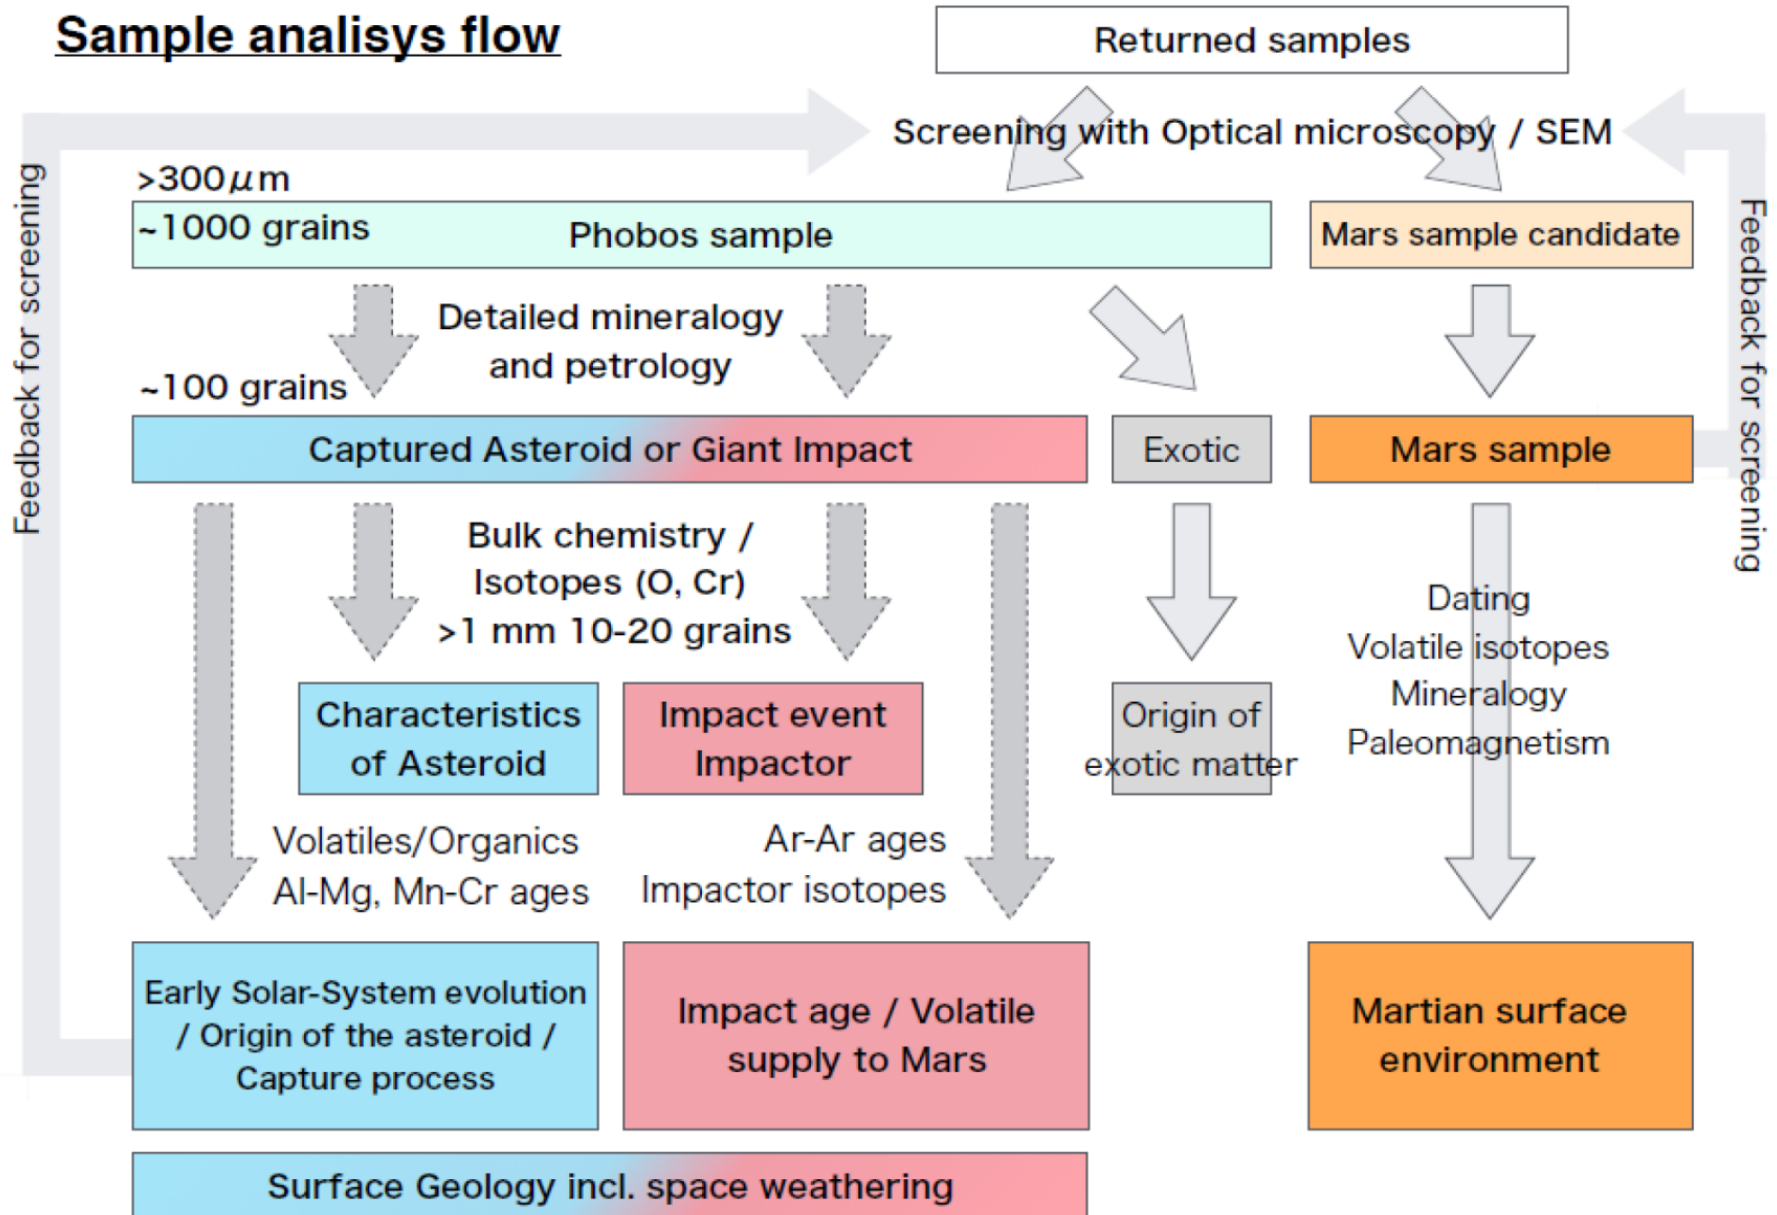 Sample analisys flow
Returned samples
Screening with Optical microscopy / SEM
Feedback for screening
Feedback for screening
>300μm
~1000 grains
Phobos sample
Mars sample candidate
Detailed mineralogy
and petrology
~100 grains
Captured Asteroid or Giant Impact
Exotic
Mars sample
Bulk chemistry /
Isotopes (O, Cr)
>1 mm 10-20 grains
Dating
Volatile isotopes
Mineralogy
Paleomagnetism
Characteristics
of Asteroid
Impact event
Impactor
Origin of
exotic matter
Volatiles/Organics
Al-Mg, Mn-Cr ages
Ar-Ar ages
Impactor isotopes
Early Solar-System evolution
/ Origin of the asteroid /
Capture process
Impact age / Volatile
supply to Mars
Martian surface
environment
Surface Geology incl. space weathering